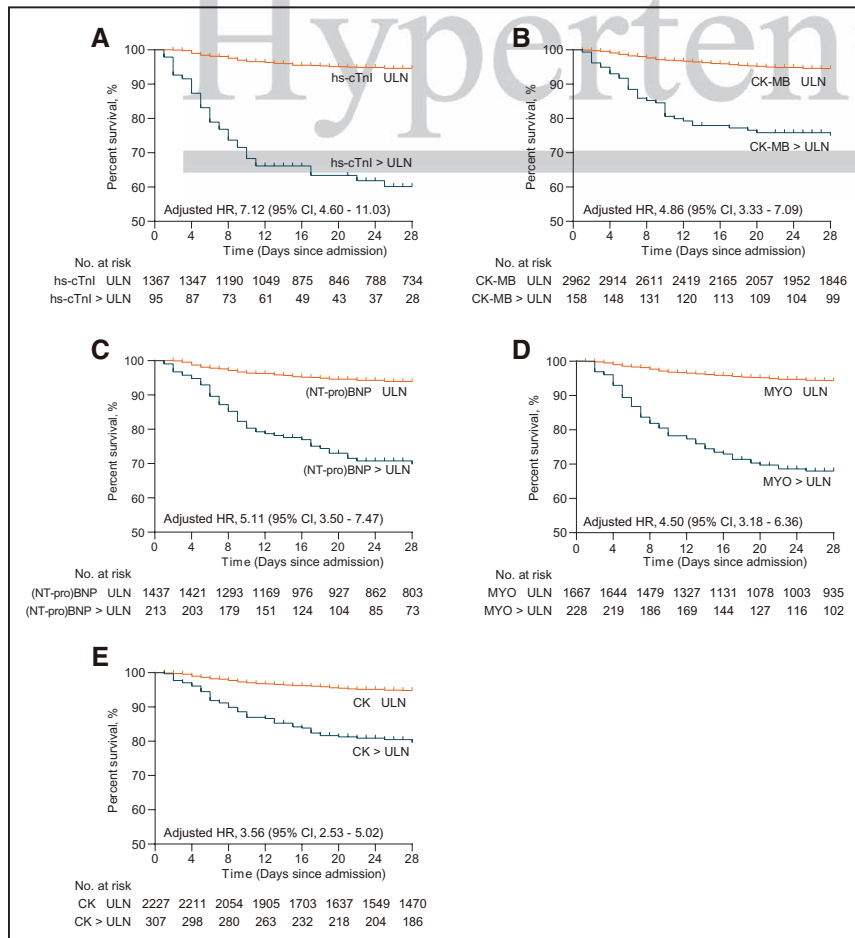 Hyperten
A
100
90
80
70
60
50
Percent survival, %
hs-cTnI ULN
hs-cTnI > ULN
Adjusted HR, 7.12 (95% CI, 4.60 - 11.03)
0 4 8 12 16 20 24 28
Time (Days since admission)
No. at risk
hs-cTnI ULN 1367 1347 1190 1049 875 846 788 734
hs-cTnI > ULN 95 87 73 61 49 43 37 28
B
100
90
80
70
60
50
Percent survival, %
CK-MB ULN
CK-MB > ULN
Adjusted HR, 4.86 (95% CI, 3.33 - 7.09)
0 4 8 12 16 20 24 28
Time (Days since admission)
No. at risk
CK-MB ULN 2962 2914 2611 2419 2165 2057 1952 1846
CK-MB > ULN 158 148 131 120 113 109 104 99
C
100
90
80
70
60
50
Percent survival, %
(NT-pro)BNP ULN
(NT-pro)BNP > ULN
Adjusted HR, 5.11 (95% CI, 3.50 - 7.47)
0 4 8 12 16 20 24 28
Time (Days since admission)
No. at risk
(NT-pro)BNP ULN 1437 1421 1293 1169 976 927 862 803
(NT-pro)BNP > ULN 213 203 179 151 124 104 85 73
D
100
90
80
70
60
50
Percent survival, %
MYO ULN
MYO > ULN
Adjusted HR, 4.50 (95% CI, 3.18 - 6.36)
0 4 8 12 16 20 24 28
Time (Days since admission)
No. at risk
MYO ULN 1667 1644 1479 1327 1131 1078 1003 935
MYO > ULN 228 219 186 169 144 127 116 102
E
100
90
80
70
60
50
Percent survival, %
CK ULN
CK > ULN
Adjusted HR, 3.56 (95% CI, 2.53 - 5.02)
0 4 8 12 16 20 24 28
Time (Days since admission)
No. at risk
CK ULN 2227 2211 2054 1905 1703 1637 1549 1470
CK > ULN 307 298 280 263 232 218 204 186